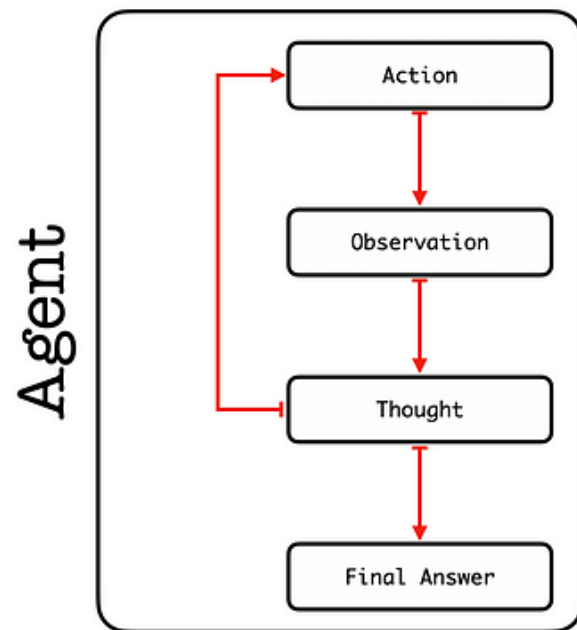 Agent
Action
Observation
Thought
Final Answer